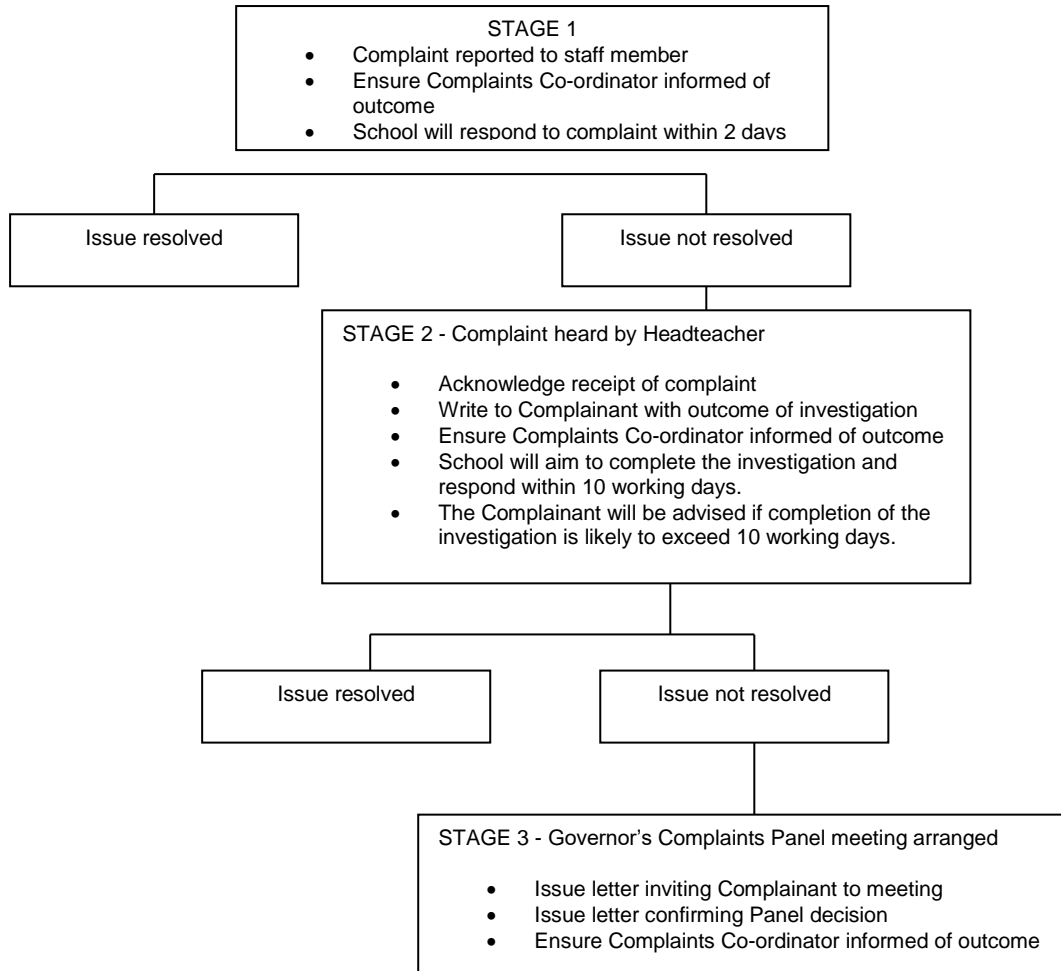 STAGE 1
• Complaint reported to staff member
• Ensure Complaints Co-ordinator informed of
outcome
• School will respond to complaint within 2 days
Issue resolved
Issue not resolved
STAGE 2 - Complaint heard by Headteacher
• Acknowledge receipt of complaint
• Write to Complainant with outcome of investigation
• Ensure Complaints Co-ordinator informed of outcome
• School will aim to complete the investigation and
respond within 10 working days.
• The Complainant will be advised if completion of the
investigation is likely to exceed 10 working days.
Issue resolved
Issue not resolved
STAGE 3 - Governor’s Complaints Panel meeting arranged
• Issue letter inviting Complainant to meeting
• Issue letter confirming Panel decision
• Ensure Complaints Co-ordinator informed of outcome